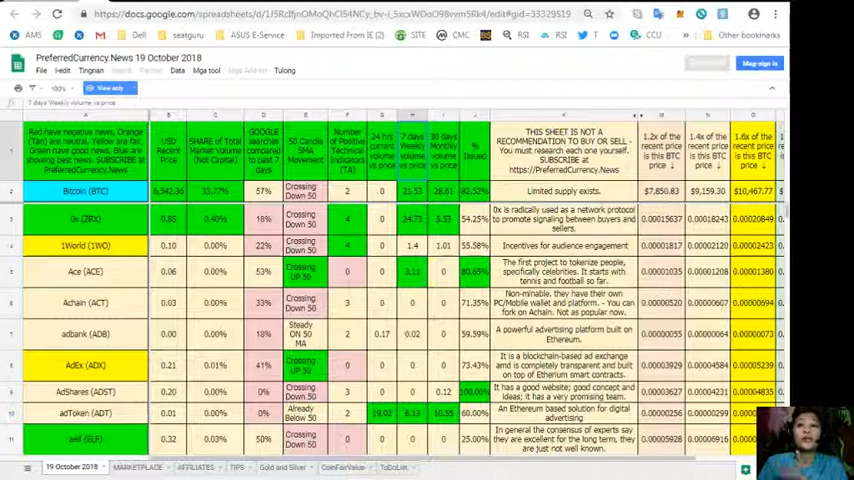 https://docs.google.com/spreadsheets/d/
AMS Dell seatguru ASUS E-Service Imported From IE (2) SITE CMC RSI RSI Other bookmarks
PreferredCurrency.News 19 October 2018
File I-edit Tingnan Format Data Mga tool Tulong
Mag-sign in
100% View only
7 days Weekly volume vs price
Red have negative news, Orange (Tan) are neutral, Yellow are fair, Green have good news, Blue are showing best news. SUBSCRIBE at PreferredCurrency.News
USD Recent Price
SHARE of Total Market Volume (Not Capital)
GOOGLE searches compared to past 7 days
50 Candle SMA Movement
Number of Positive Technical Indicators (TA)
24 hrs current volume vs price
7 days Weekly volume vs price
30 days Monthly volume vs price
% Issued
THIS SHEET IS NOT A RECOMMENDATION TO BUY OR SELL - You must research each one yourself. SUBSCRIBE at https://PreferredCurrency.News
1.2x of the recent price is this BTC price ↓
1.4x of the recent price is this BTC price ↓
1.6x of the recent price is this BTC price ↓
Bitcoin (BTC) 6,542.36 33.77% 57% Crossing Down 50 2 0 21.53 28.61 82.52% Limited supply exists. $7,850.83 $9,159.30 $10,467.77
0x (ZRX) 0.85 0.40% 18% Crossing Down 50 4 0 24.73 5.53 54.25% 0x is radically used as a network protocol to promote signaling between buyers and sellers. 0.00015637 0.00018243 0.00020849
1World (1WO) 0.10 0.00% 22% Crossing Down 50 4 0 1.4 1.01 55.58% Incentives for audience engagement 0.00001817 0.00002120 0.00002423
Ace (ACE) 0.06 0.00% 53% Crossing UP 50 0 0 3.11 0 80.65% The first project to tokenize people, specifically celebrities. It starts with tennis and football so far. 0.00001035 0.00001208 0.00001380
Achain (ACT) 0.03 0.00% 33% Crossing Down 50 3 0 0 0 71.35% Non-minable, they have their own PC/Mobile wallet and platform. - You can fork on Achain. Not as popular now. 0.00000520 0.00000607 0.00000694
adbank (ADB) 0.00 0.00% 18% Steady ON 50 MA 2 0.17 0.02 0 59.59% A powerful advertising platform built on Ethereum. 0.00000055 0.00000064 0.00000073
AdEx (ADX) 0.21 0.01% 41% Crossing UP 50 0 0 0 0 73.43% It is a blockchain-based ad exchange amd is completely transparent and built on top of Etherium smart contracts. 0.00003929 0.00004584 0.00005239
AdShares (ADST) 0.20 0.00% 0% Crossing Down 50 3 0 0 0.12 100.00% It has a good website; good concept and ideas; it has a very promising team. 0.00003627 0.00004231 0.00004835
adToken (ADT) 0.01 0.00% 0% Already Below 50 2 19.02 8.13 10.55 60.00% An Ethereum based solution for digital advertising 0.00000256 0.00000299 0.00000342
aelf (ELF) 0.32 0.03% 50% Crossing Down 50 0 0 0 0 25.00% In general the consensus of experts say they are excellent for the long term, they are just not well known. 0.00005928 0.00006916
19 October 2018 MARKETPLACE AFFILIATES TIPS Gold and Silver CoinFairValue ToDoList